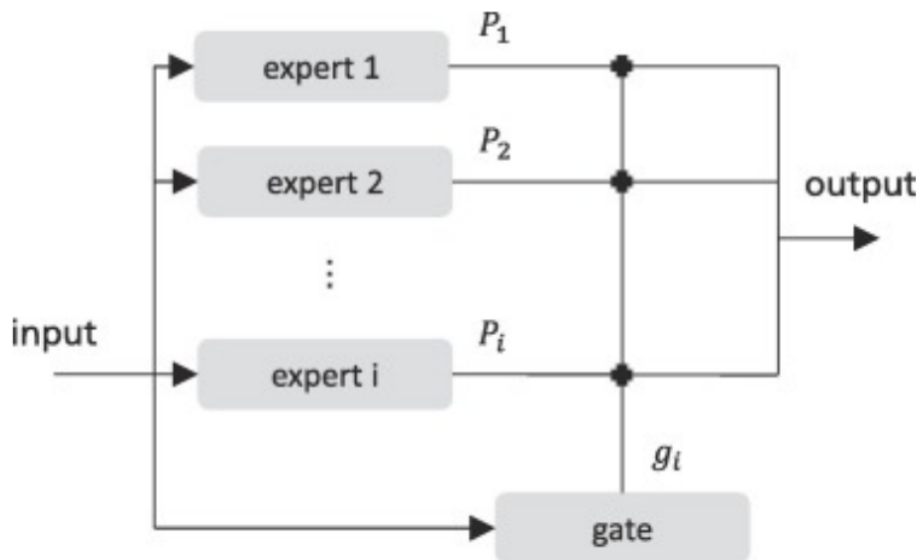 P₁
expert 1
P₂
expert 2
output
⋮
input
Pᵢ
expert i
gᵢ
gate